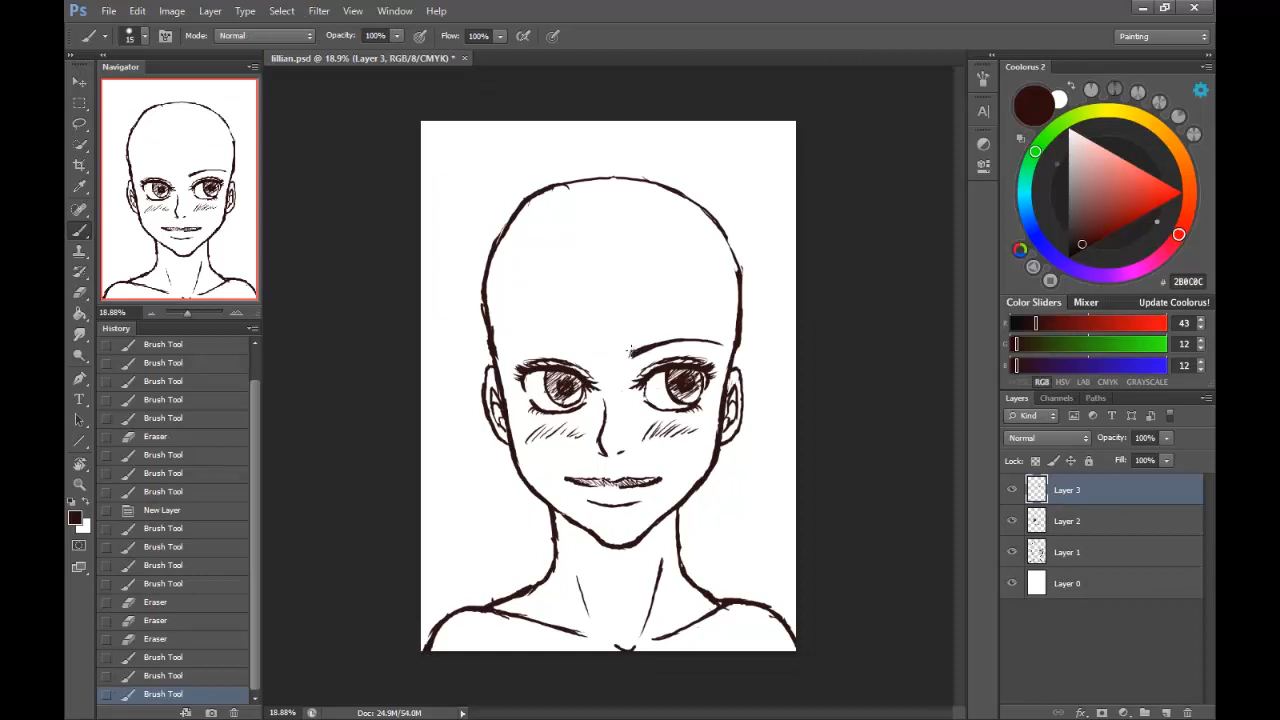 Ps File Edit Image Layer Type Select Filter View Window Help
15 Mode: Normal Opacity: 100% Flow: 100% Painting
lillian.psd @ 18.9% (Layer 3, RGB/8/CMYK) *
Navigator
18.88%
History
Brush Tool
Brush Tool
Brush Tool
Brush Tool
Brush Tool
Eraser
Brush Tool
Brush Tool
Brush Tool
New Layer
Brush Tool
Brush Tool
Brush Tool
Brush Tool
Eraser
Eraser
Eraser
Brush Tool
Brush Tool
Brush Tool
18.88% Doc: 24.9M/54.0M
Coolorus 2
# 2B0C0C
Color Sliders Mixer Update Coolorus!
R 43
G 12
B 12
RGB HSV LAB CMYK GRAYSCALE
Layers Channels Paths
Kind
Normal Opacity: 100%
Lock: Fill: 100%
Layer 3
Layer 2
Layer 1
Layer 0
fx